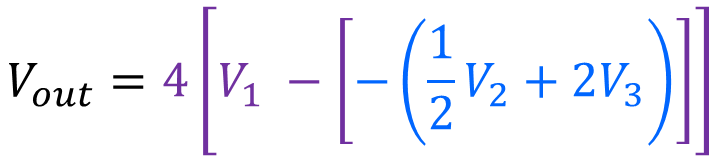 V_out = 4 [V_1 − [−(1/2 V_2 + 2V_3)]]